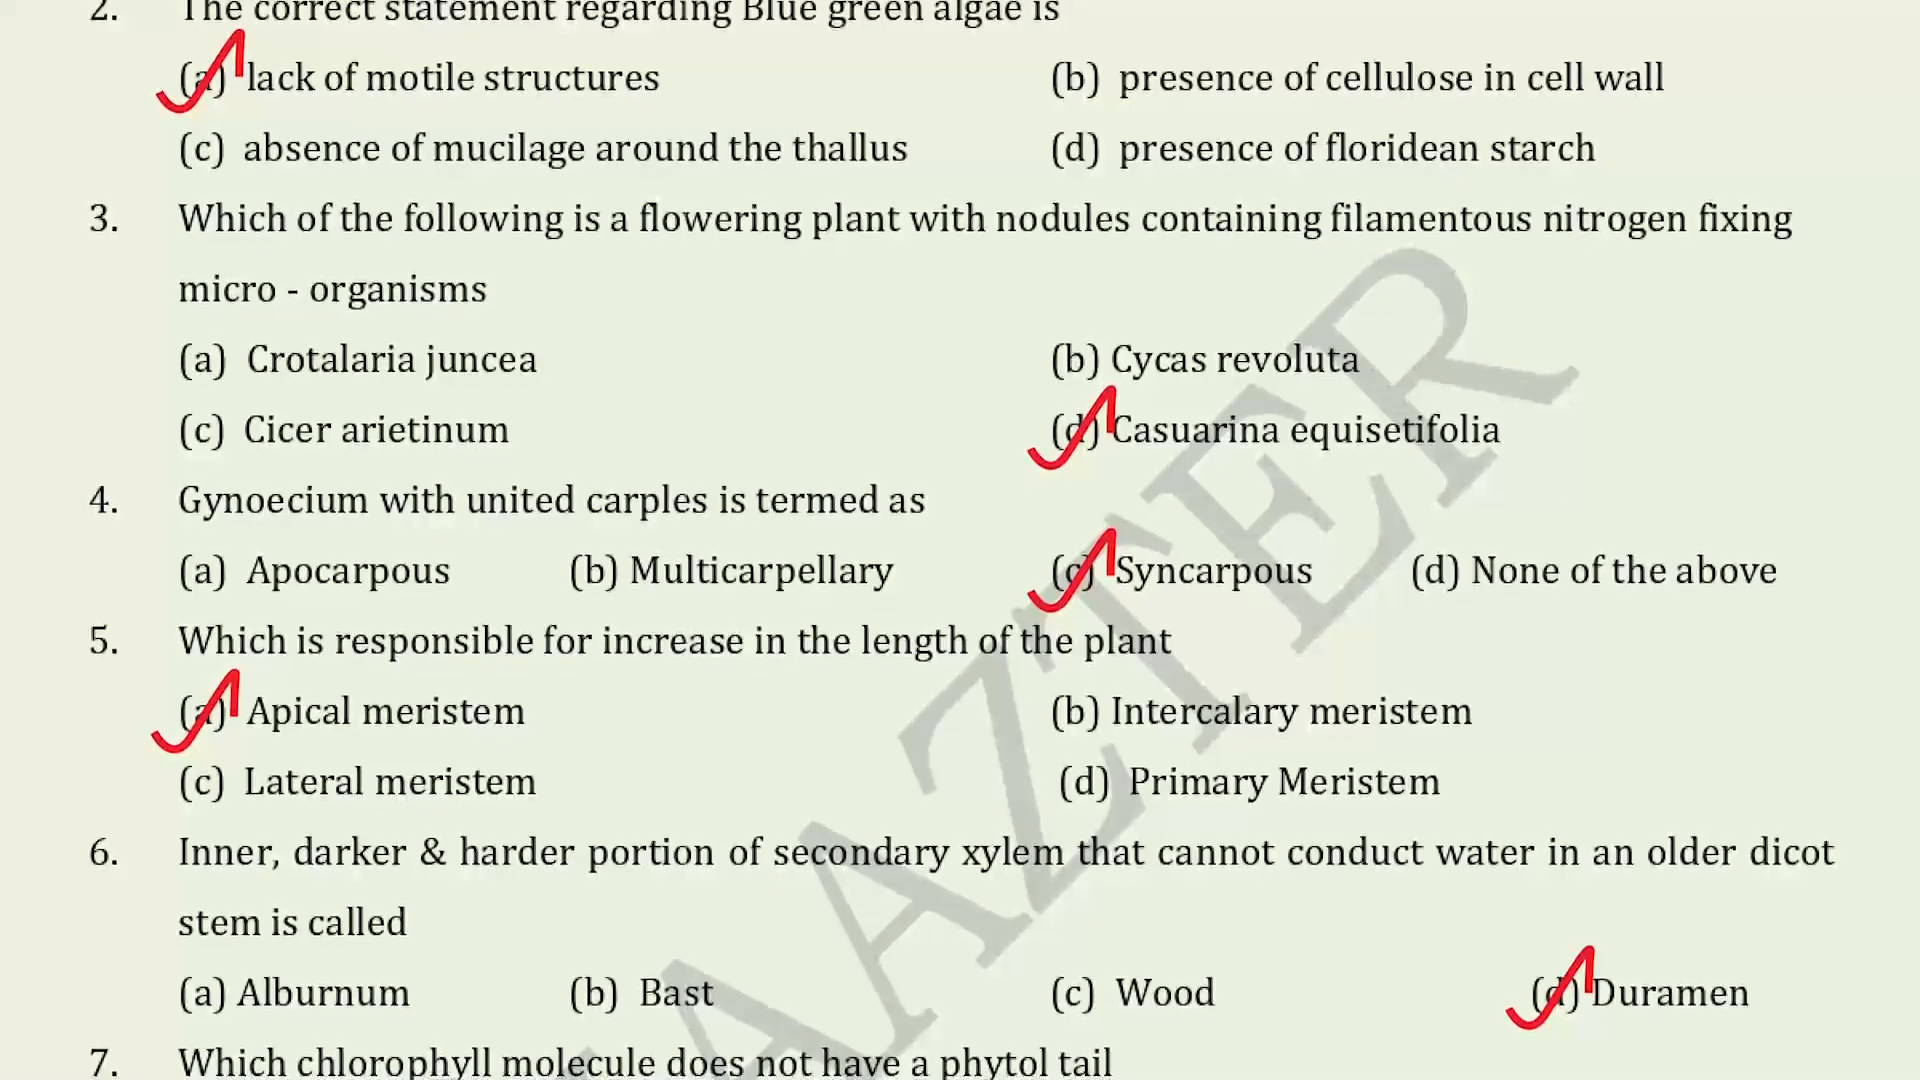 2. The correct statement regarding Blue green algae is
(a) lack of motile structures (b) presence of cellulose in cell wall
(c) absence of mucilage around the thallus (d) presence of floridean starch
3. Which of the following is a flowering plant with nodules containing filamentous nitrogen fixing
micro - organisms
(a) Crotalaria juncea (b) Cycas revoluta
(c) Cicer arietinum (d) Casuarina equisetifolia
4. Gynoecium with united carples is termed as
(a) Apocarpous (b) Multicarpellary (c) Syncarpous (d) None of the above
5. Which is responsible for increase in the length of the plant
(a) Apical meristem (b) Intercalary meristem
(c) Lateral meristem (d) Primary Meristem
6. Inner, darker & harder portion of secondary xylem that cannot conduct water in an older dicot
stem is called
(a) Alburnum (b) Bast (c) Wood (d) Duramen
7. Which chlorophyll molecule does not have a phytol tail